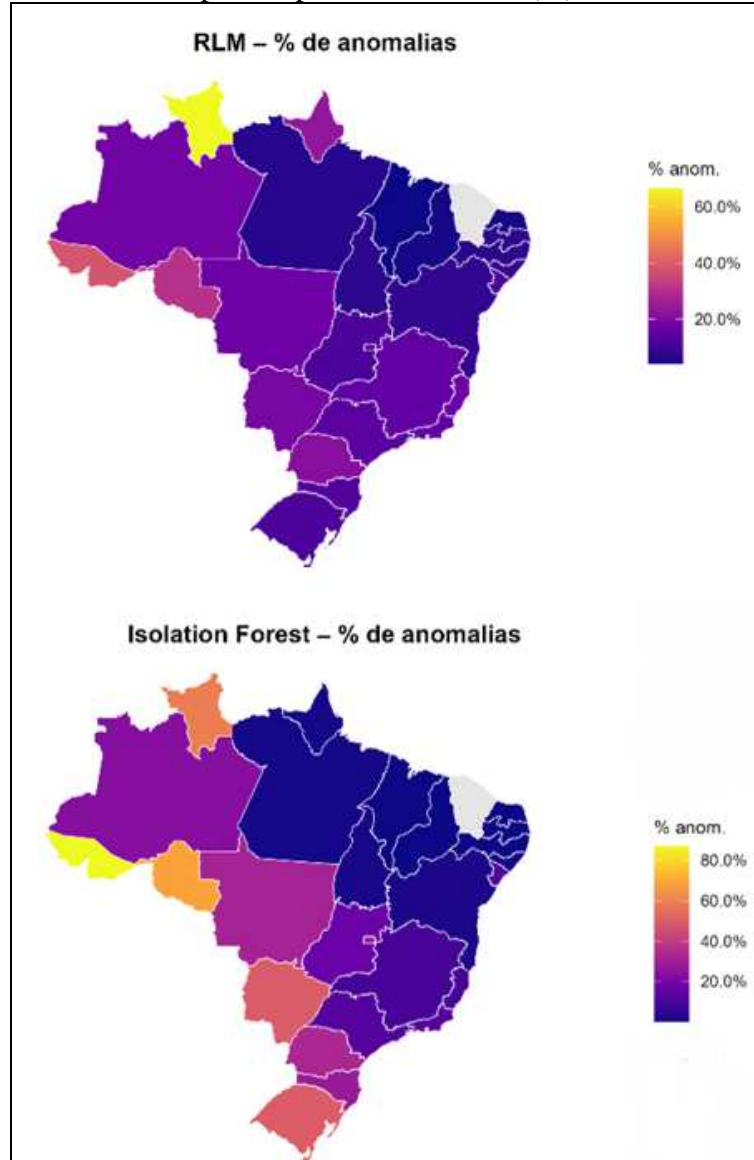 RLM – % de anomalias
% anom.
60.0%
40.0%
20.0%
Isolation Forest – % de anomalias
% anom.
80.0%
60.0%
40.0%
20.0%